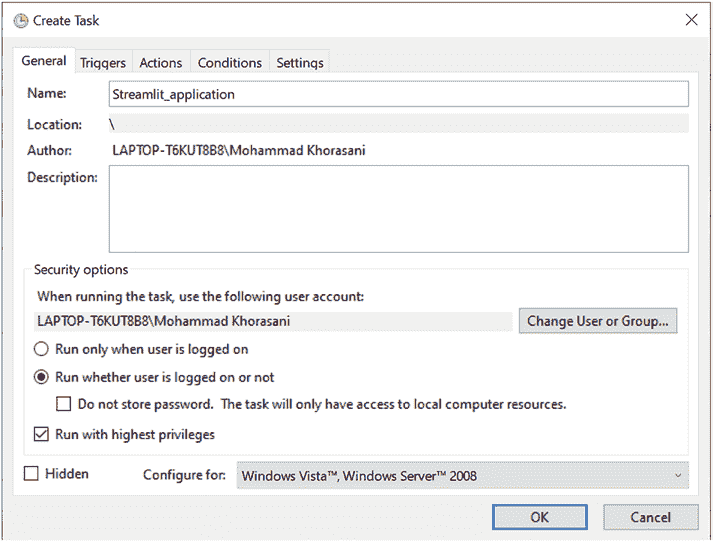 Create Task
General Triggers Actions Conditions Settings
Name: Streamlit_application
Location: \
Author: LAPTOP-T6KUT8B8\Mohammad Khorasani
Description:
Security options
When running the task, use the following user account:
LAPTOP-T6KUT8B8\Mohammad Khorasani Change User or Group...
Run only when user is logged on
Run whether user is logged on or not
Do not store password. The task will only have access to local computer resources.
Run with highest privileges
Hidden Configure for: Windows Vista™, Windows Server™ 2008
OK Cancel